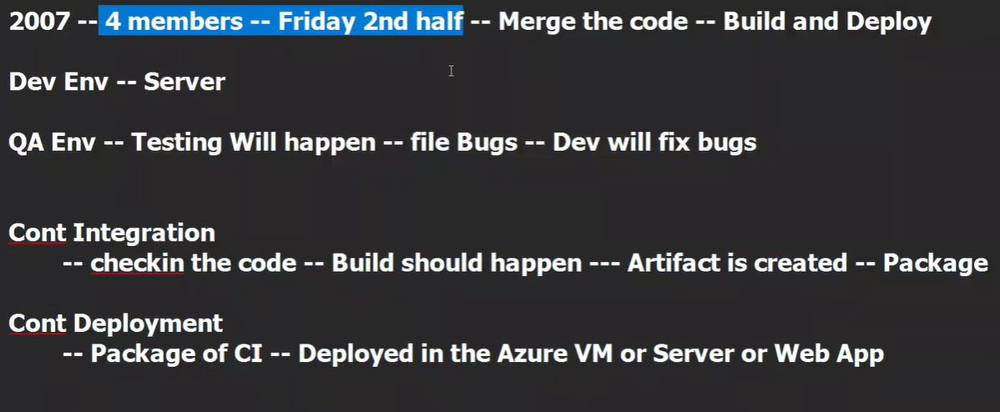 2007 -- 4 members -- Friday 2nd half -- Merge the code -- Build and Deploy
Dev Env -- Server
QA Env -- Testing Will happen -- file Bugs -- Dev will fix bugs
Cont Integration
-- checkin the code -- Build should happen --- Artifact is created -- Package
Cont Deployment
-- Package of CI -- Deployed in the Azure VM or Server or Web App